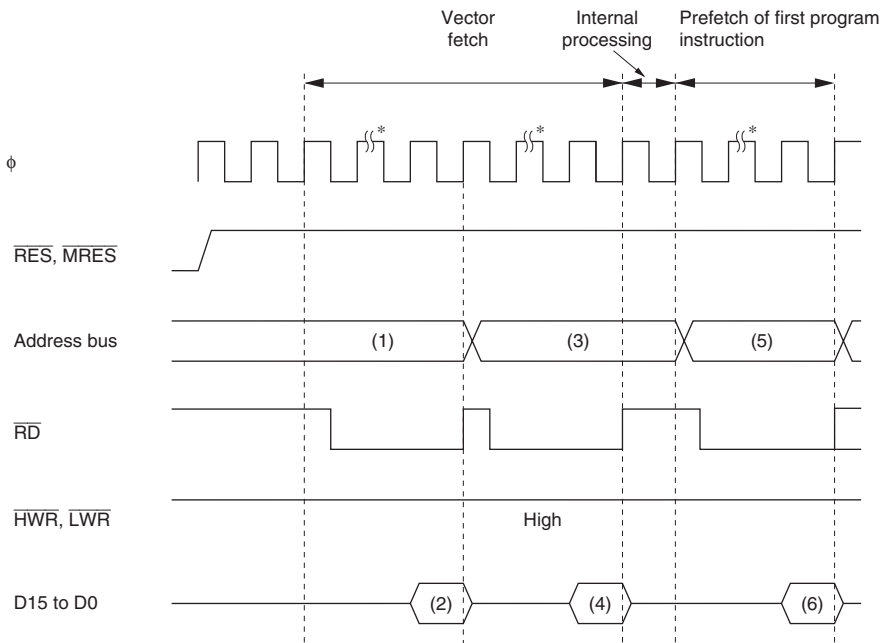 Vector
fetch
Internal
processing
Prefetch of first program
instruction
φ
*
*
*
RES, MRES
Address bus
(1)
(3)
(5)
RD
HWR, LWR
High
D15 to D0
(2)
(4)
(6)